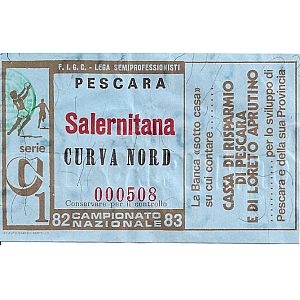 F.I.G.C. - LEGA SEMIPROFESSIONISTI
PESCARA
Salernitana
CURVA NORD
000508
Conservare per il controllo
serie
C1
82 CAMPIONATO NAZIONALE 83
La Banca «sotto casa»
su cui contare . . . .
CASSA DI RISPARMIO
DI PESCARA
E DI LORETO APRUTINO
. . . . per lo sviluppo di
Pescara e della sua Provincia